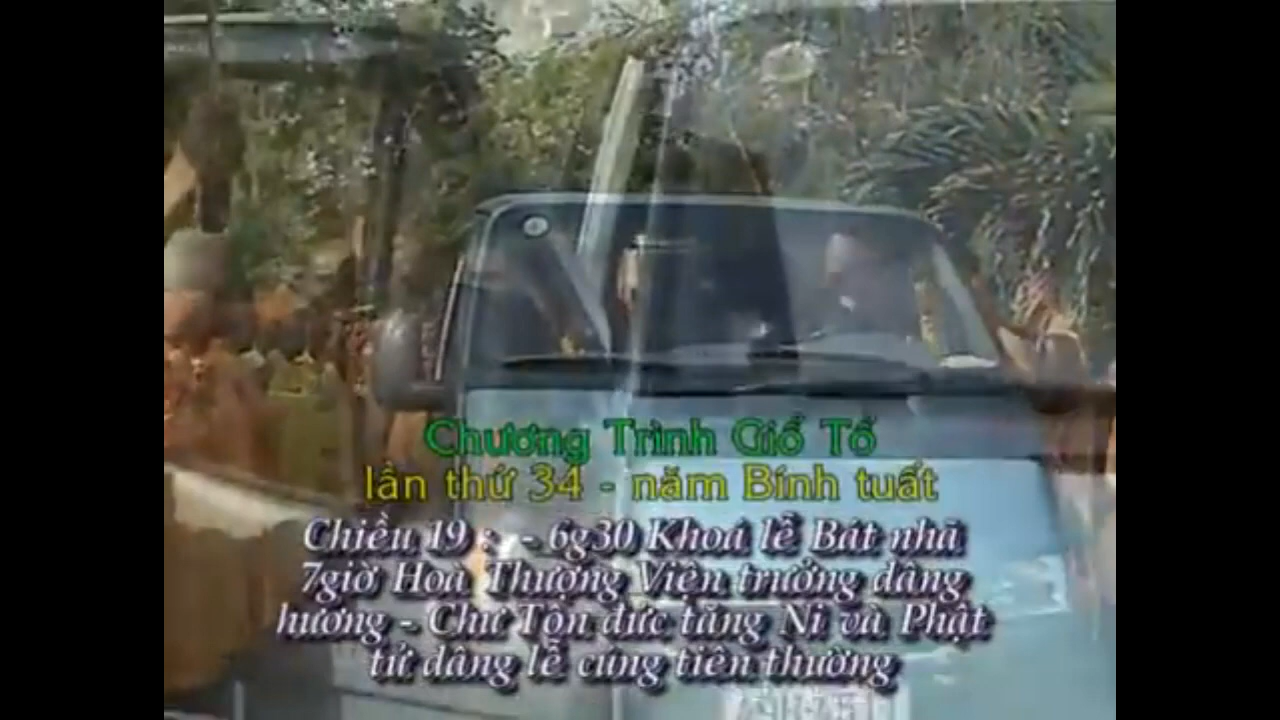 Chương Trình Giổ Tổ
lần thứ 34 - năm Bính tuất
Chiều 19 : - 6g30 Khoá lễ Bát nhã
7giờ Hoà Thượng Viện trưởng dâng
hương - Chư Tôn đức tăng Ni và Phật
tử dâng lễ cúng tiên thường